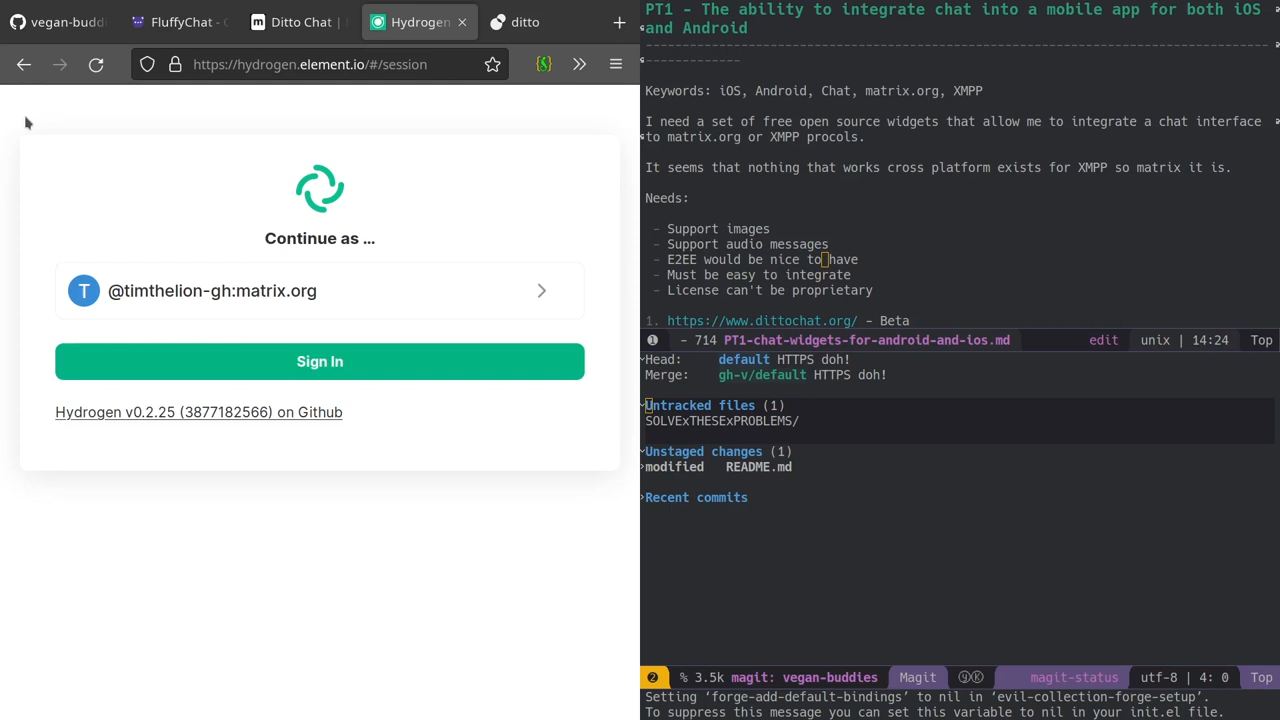 vegan-budd
FluffyChat - C
Ditto Chat |
Hydrogen
ditto
https://hydrogen.element.io/#/session
Continue as ...
T @timthelion-gh:matrix.org
Sign In
Hydrogen v0.2.25 (3877182566) on Github
PT1 - The ability to integrate chat into a mobile app for both iOS
and Android
Keywords: iOS, Android, Chat, matrix.org, XMPP
I need a set of free open source widgets that allow me to integrate a chat interface
to matrix.org or XMPP procols.
It seems that nothing that works cross platform exists for XMPP so matrix it is.
Needs:
- Support images
- Support audio messages
- E2EE would be nice to have
- Must be easy to integrate
- License can't be proprietary
1. https://www.dittochat.org/ - Beta
1 - 714 PT1-chat-widgets-for-android-and-ios.md edit unix | 14:24 Top
Head: default HTTPS doh!
Merge: gh-v/default HTTPS doh!
Untracked files (1)
SOLVExTHESExPROBLEMS/
Unstaged changes (1)
modified README.md
Recent commits
2 % 3.5k magit: vegan-buddies Magit ⓨⓀ magit-status utf-8 | 4: 0 Top
Setting ‘forge-add-default-bindings’ to nil in ‘evil-collection-forge-setup’.
To suppress this message you can set this variable to nil in your init.el file.